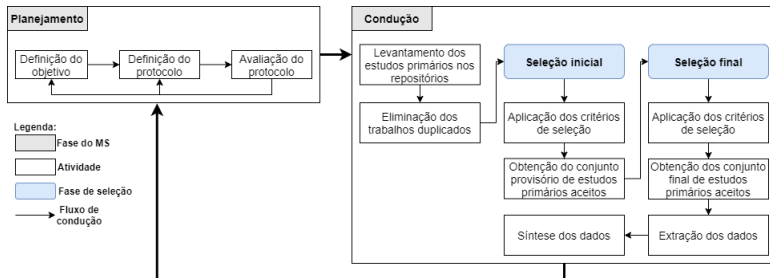 Planejamento
Definição do
objetivo
Definição do
protocolo
Avaliação do
protocolo
Legenda:
Fase do MS
Atividade
Fase de seleção
Fluxo de
condução
Condução
Levantamento dos
estudos primários nos
repositórios
Eliminação dos
trabalhos duplicados
Seleção inicial
Aplicação dos critérios
de seleção
Obtenção do conjunto
provisório de estudos
primários aceitos
Seleção final
Aplicação dos critérios
de seleção
Obtenção dos conjunto
final de estudos
primários aceitos
Extração dos dados
Síntese dos dados